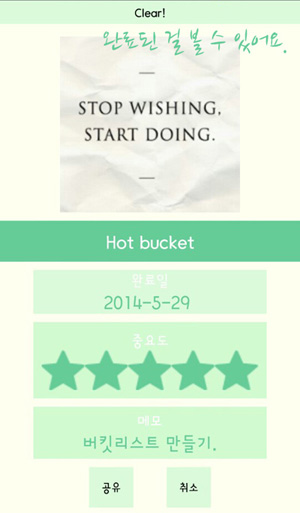 Clear!
완료된 걸 볼 수 있어요.
STOP WISHING,
START DOING.
Hot bucket
완료일
2014-5-29
중요도
메모
버킷리스트 만들기.
공유
취소